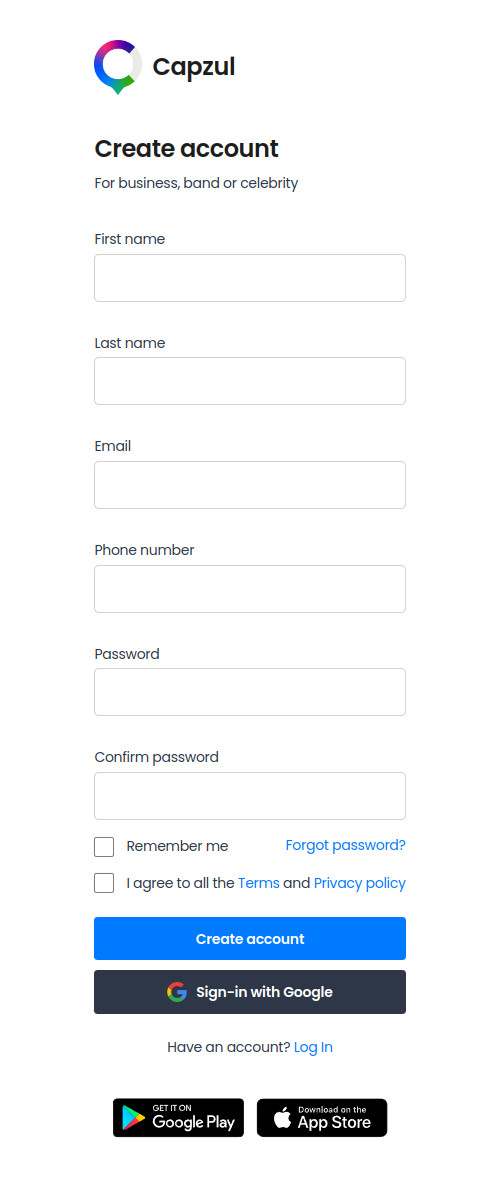 Capzul
Create account
For business, band or celebrity
First name
Last name
Email
Phone number
Password
Confirm password
Remember me Forgot password?
I agree to all the Terms and Privacy policy
Create account
Sign-in with Google
Have an account? Log In
GET IT ON
Google Play
Download on the
App Store